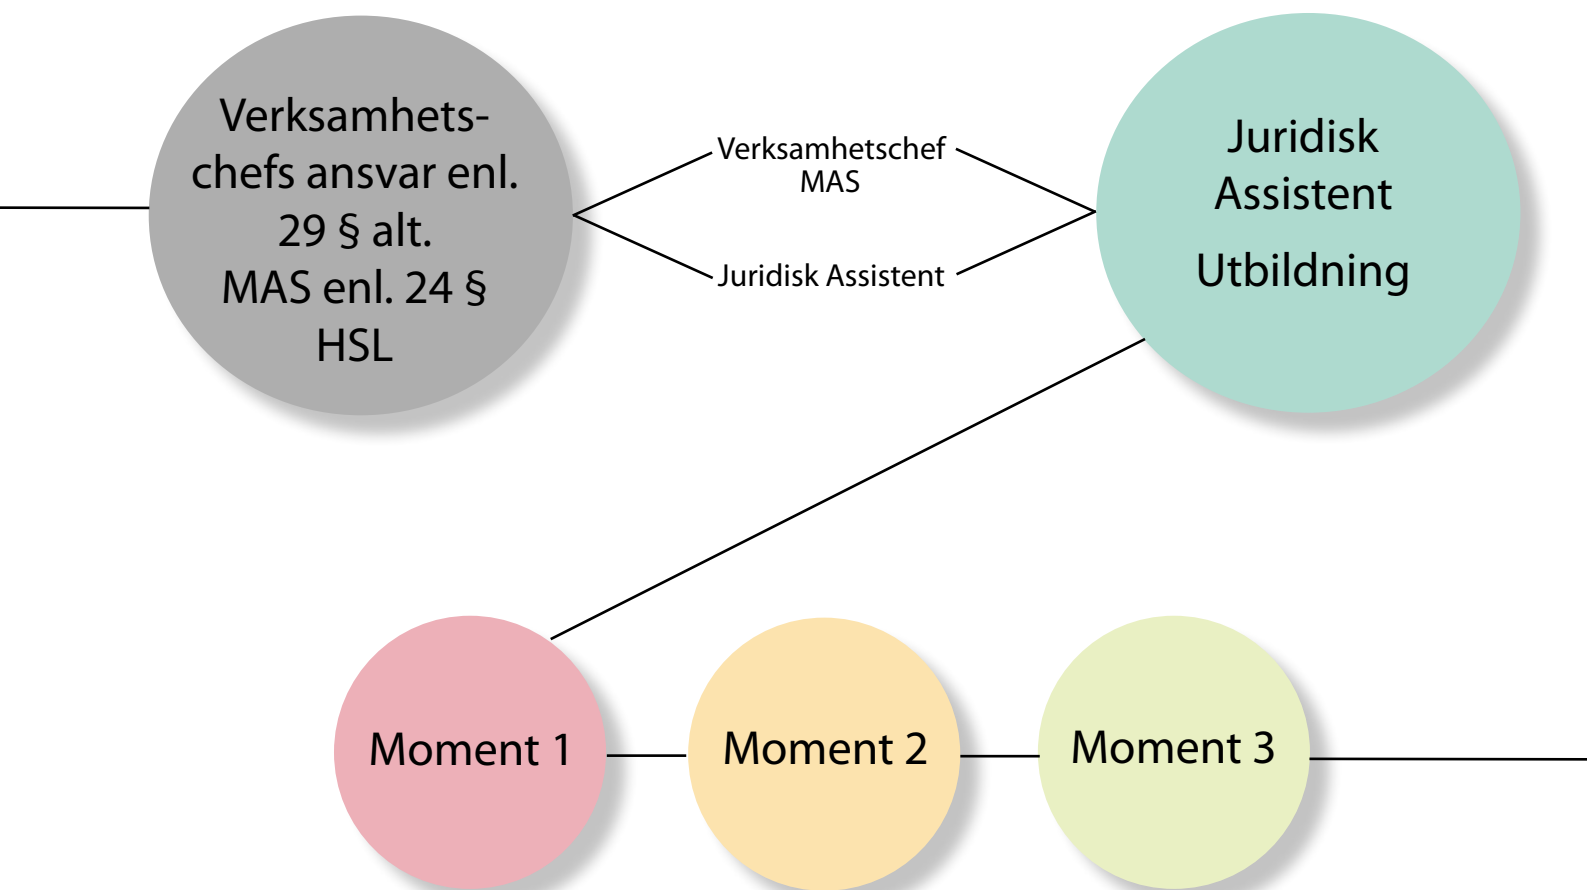 Verksamhets-
chefs ansvar enl.
29 § alt.
MAS enl. 24 §
HSL
Verksamhetschef
MAS
Juridisk Assistent
Juridisk
Assistent
Utbildning
Moment 1
Moment 2
Moment 3